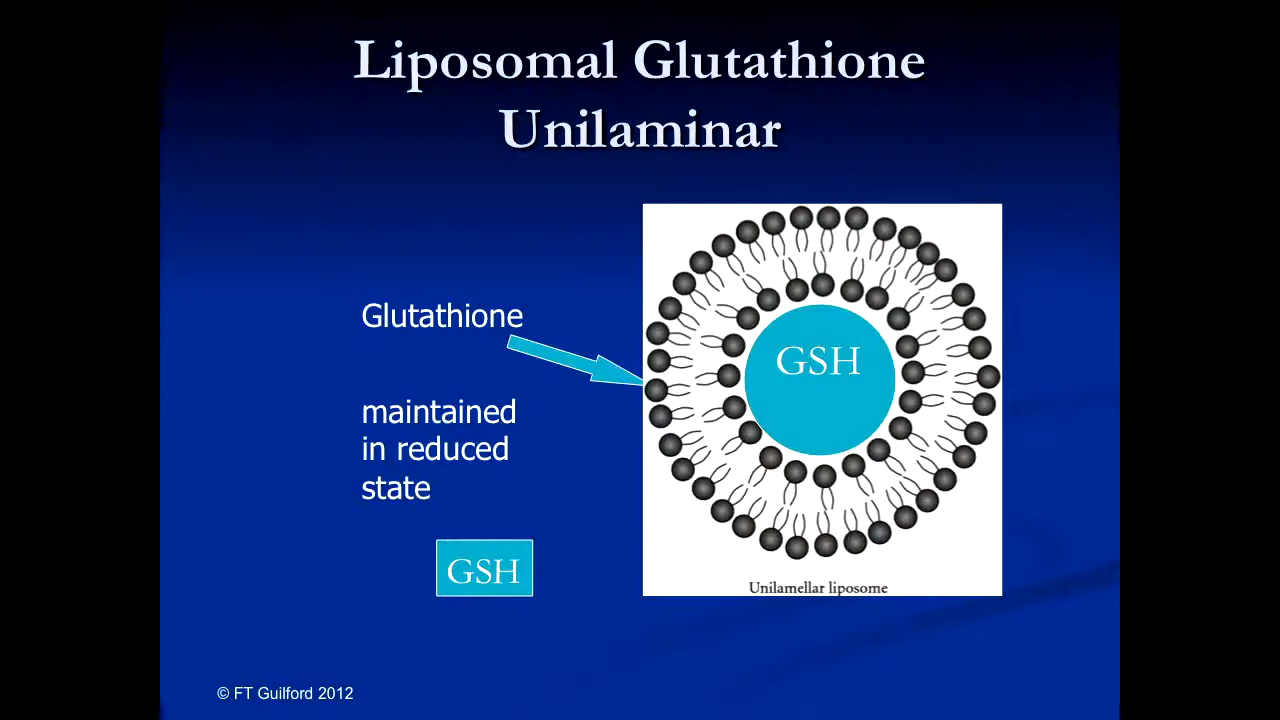 Liposomal Glutathione
Unilaminar
Glutathione
maintained
in reduced
state
GSH
GSH
Unilamellar liposome
© FT Guilford 2012